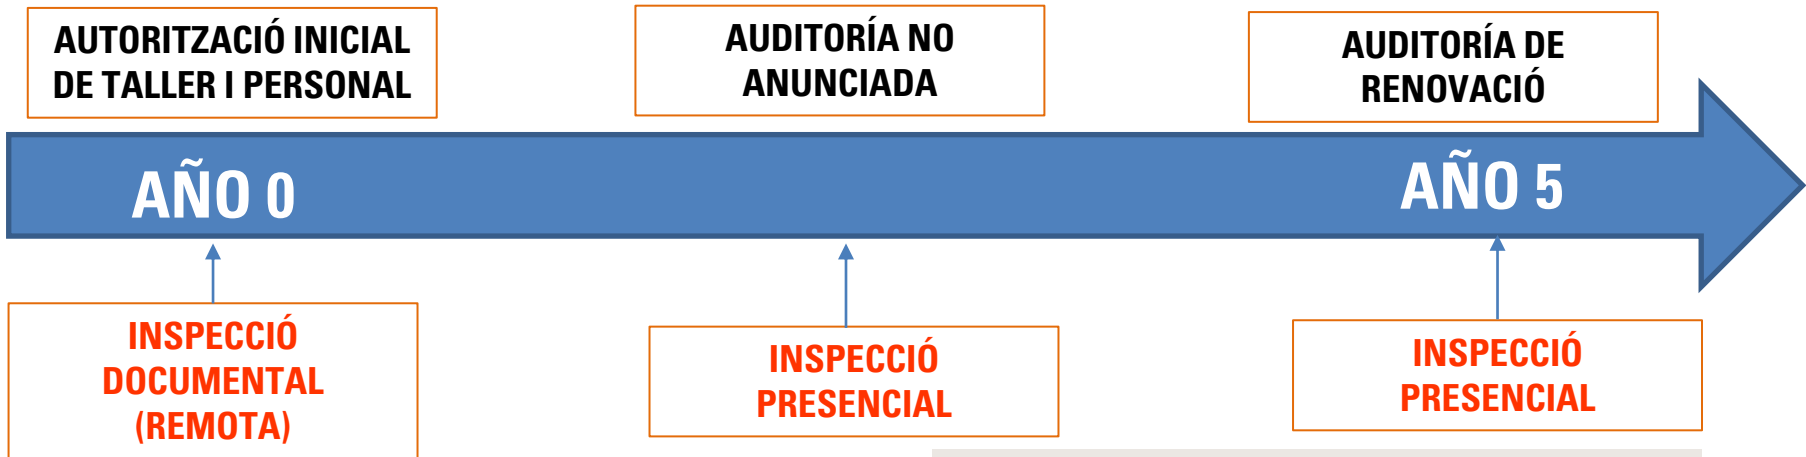 AUTORITZACIÓ INICIAL
DE TALLER I PERSONAL
AUDITORÍA NO
ANUNCIADA
AUDITORÍA DE
RENOVACIÓ
AÑO 0
AÑO 5
INSPECCIÓ
DOCUMENTAL
(REMOTA)
INSPECCIÓ
PRESENCIAL
INSPECCIÓ
PRESENCIAL